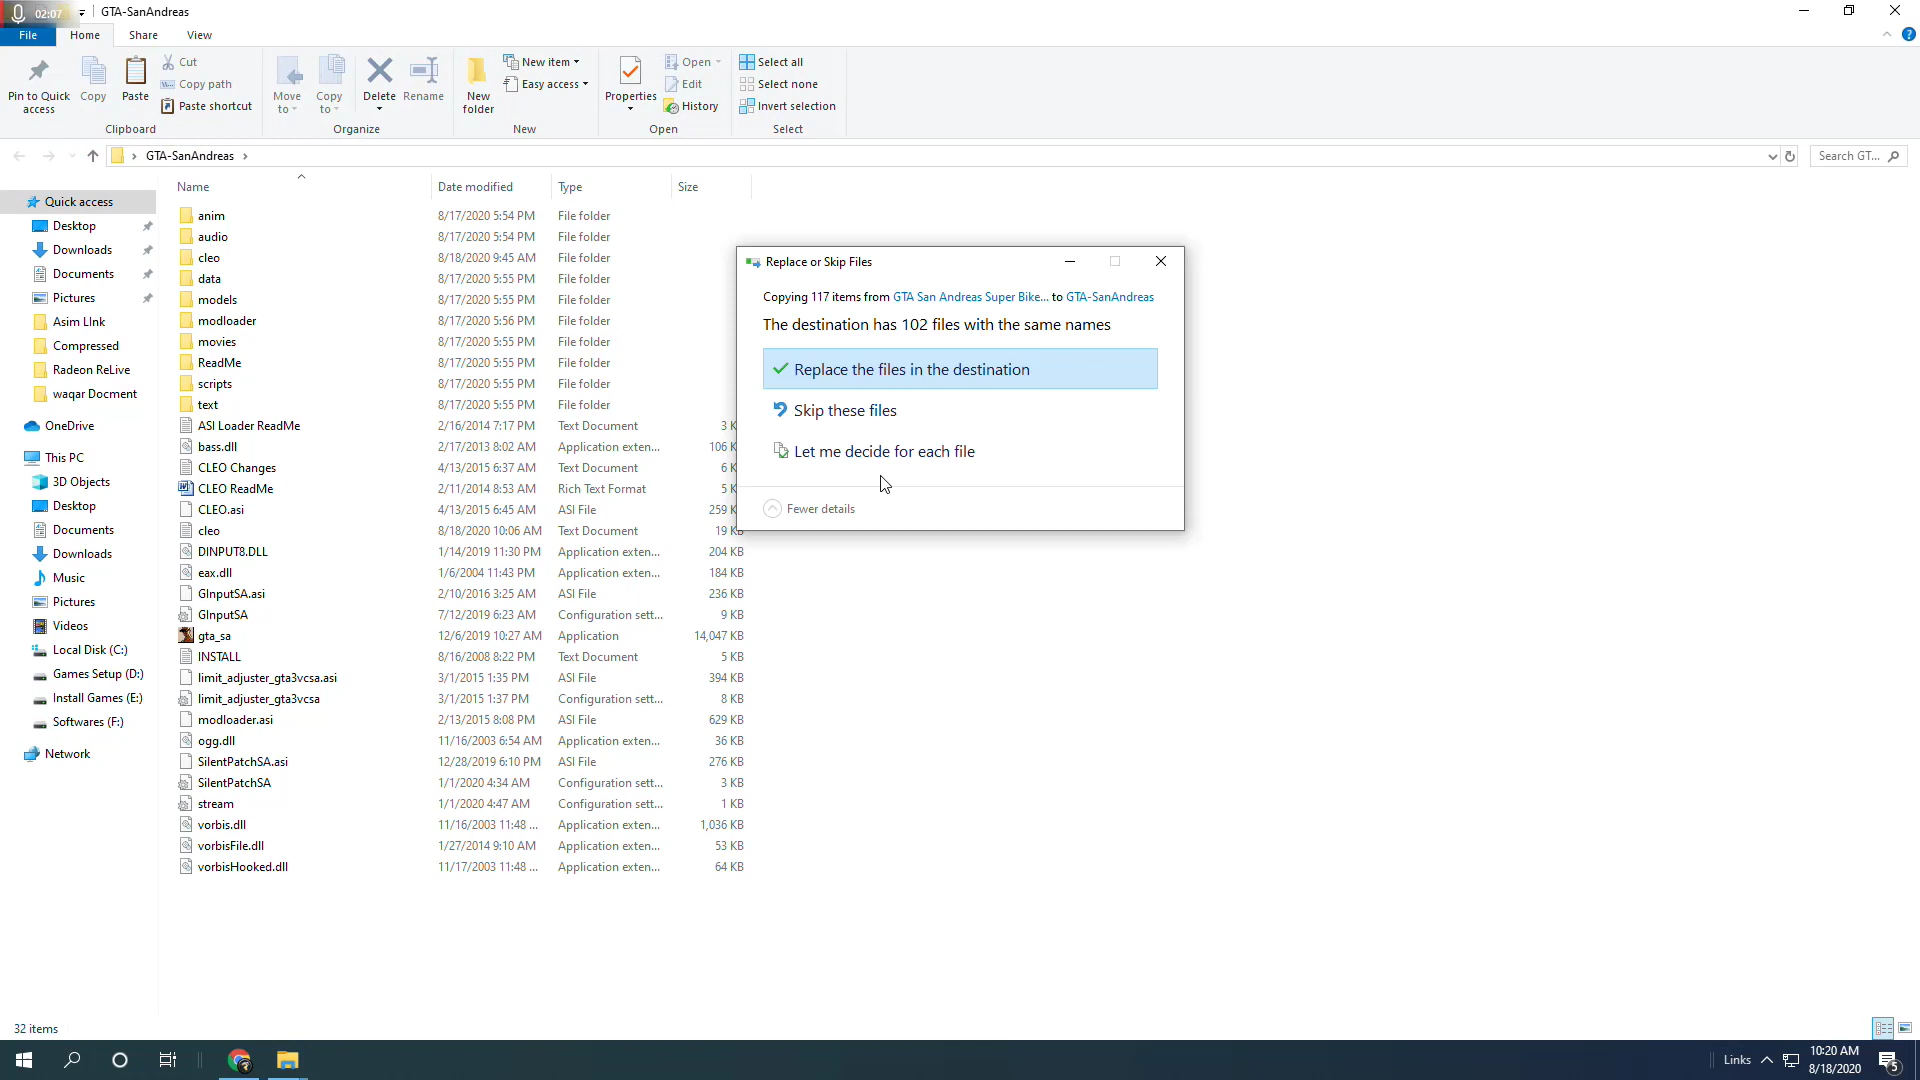 02:07
GTA-SanAndreas
File Home Share View
Pin to Quick access
Copy
Paste
Cut
Copy path
Paste shortcut
Clipboard
Move to
Copy to
Delete
Rename
Organize
New folder
New item
Easy access
New
Properties
Open
Edit
History
Open
Select all
Select none
Invert selection
Select
GTA-SanAndreas
Search GT...
Quick access
Desktop
Downloads
Documents
Pictures
Asim LInk
Compressed
Radeon ReLive
waqar Docment
OneDrive
This PC
3D Objects
Desktop
Documents
Downloads
Music
Pictures
Videos
Local Disk (C:)
Games Setup (D:)
Install Games (E:)
Softwares (F:)
Network
Name Date modified Type Size
anim 8/17/2020 5:54 PM File folder
audio 8/17/2020 5:54 PM File folder
cleo 8/18/2020 9:45 AM File folder
data 8/17/2020 5:55 PM File folder
models 8/17/2020 5:55 PM File folder
modloader 8/17/2020 5:56 PM File folder
movies 8/17/2020 5:55 PM File folder
ReadMe 8/17/2020 5:55 PM File folder
scripts 8/17/2020 5:55 PM File folder
text 8/17/2020 5:55 PM File folder
ASI Loader ReadMe 2/16/2014 7:17 PM Text Document 3 K
bass.dll 2/17/2013 8:02 AM Application exten... 106 K
CLEO Changes 4/13/2015 6:37 AM Text Document 6 K
CLEO ReadMe 2/11/2014 8:53 AM Rich Text Format 5 K
CLEO.asi 4/13/2015 6:45 AM ASI File 259 K
cleo 8/18/2020 10:06 AM Text Document 19 KB
DINPUT8.DLL 1/14/2019 11:30 PM Application exten... 204 KB
eax.dll 1/6/2004 11:43 PM Application exten... 184 KB
GInputSA.asi 2/10/2016 3:25 AM ASI File 236 KB
GInputSA 7/12/2019 6:23 AM Configuration sett... 9 KB
gta_sa 12/6/2019 10:27 AM Application 14,047 KB
INSTALL 8/16/2008 8:22 PM Text Document 5 KB
limit_adjuster_gta3vcsa.asi 3/1/2015 1:35 PM ASI File 394 KB
limit_adjuster_gta3vcsa 3/1/2015 1:37 PM Configuration sett... 8 KB
modloader.asi 2/13/2015 8:08 PM ASI File 629 KB
ogg.dll 11/16/2003 6:54 AM Application exten... 36 KB
SilentPatchSA.asi 12/28/2019 6:10 PM ASI File 276 KB
SilentPatchSA 1/1/2020 4:34 AM Configuration sett... 3 KB
stream 1/1/2020 4:47 AM Configuration sett... 1 KB
vorbis.dll 11/16/2003 11:48 ... Application exten... 1,036 KB
vorbisFile.dll 1/27/2014 9:10 AM Application exten... 53 KB
vorbisHooked.dll 11/17/2003 11:48 ... Application exten... 64 KB
Replace or Skip Files
Copying 117 items from GTA San Andreas Super Bike... to GTA-SanAndreas
The destination has 102 files with the same names
Replace the files in the destination
Skip these files
Let me decide for each file
Fewer details
32 items
Links
10:20 AM
8/18/2020
5